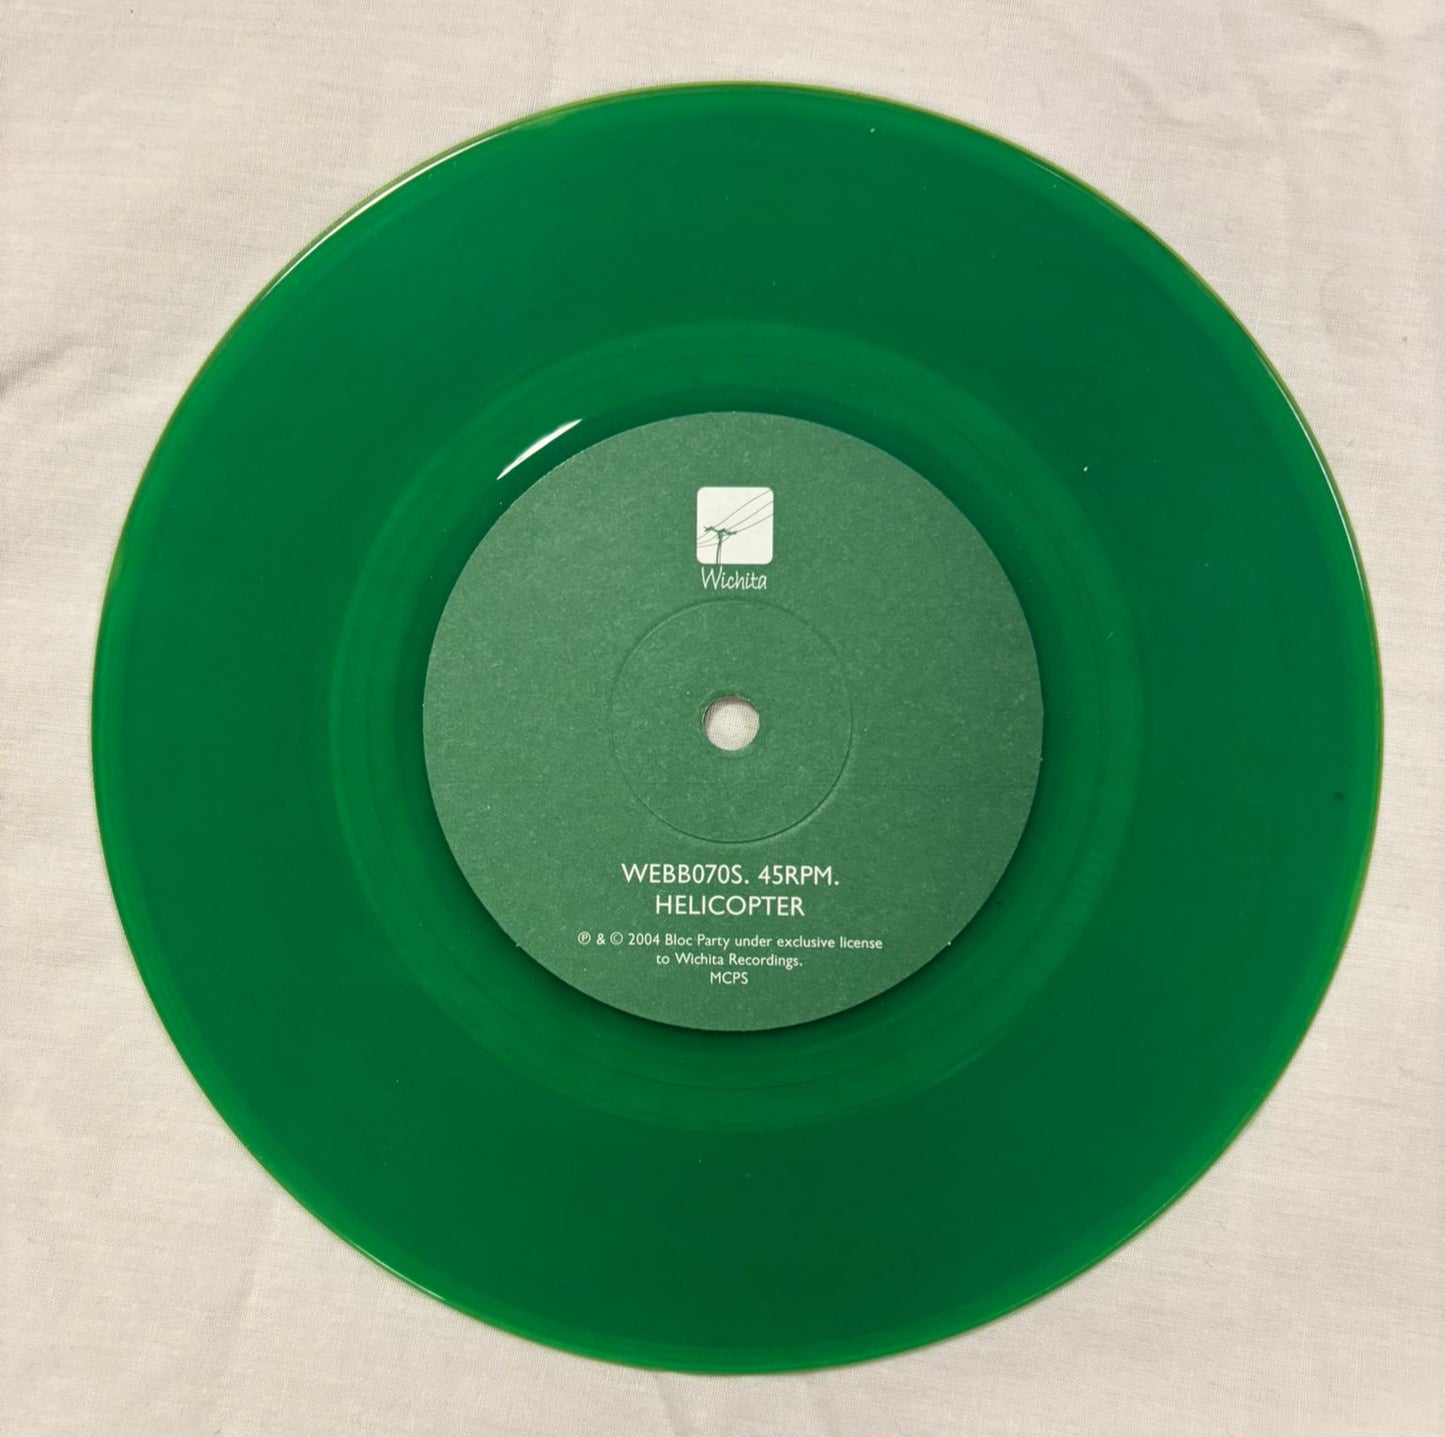 Wichita
WEBB070S. 45RPM.
HELICOPTER
℗ & © 2004 Bloc Party under exclusive license
to Wichita Recordings.
MCPS